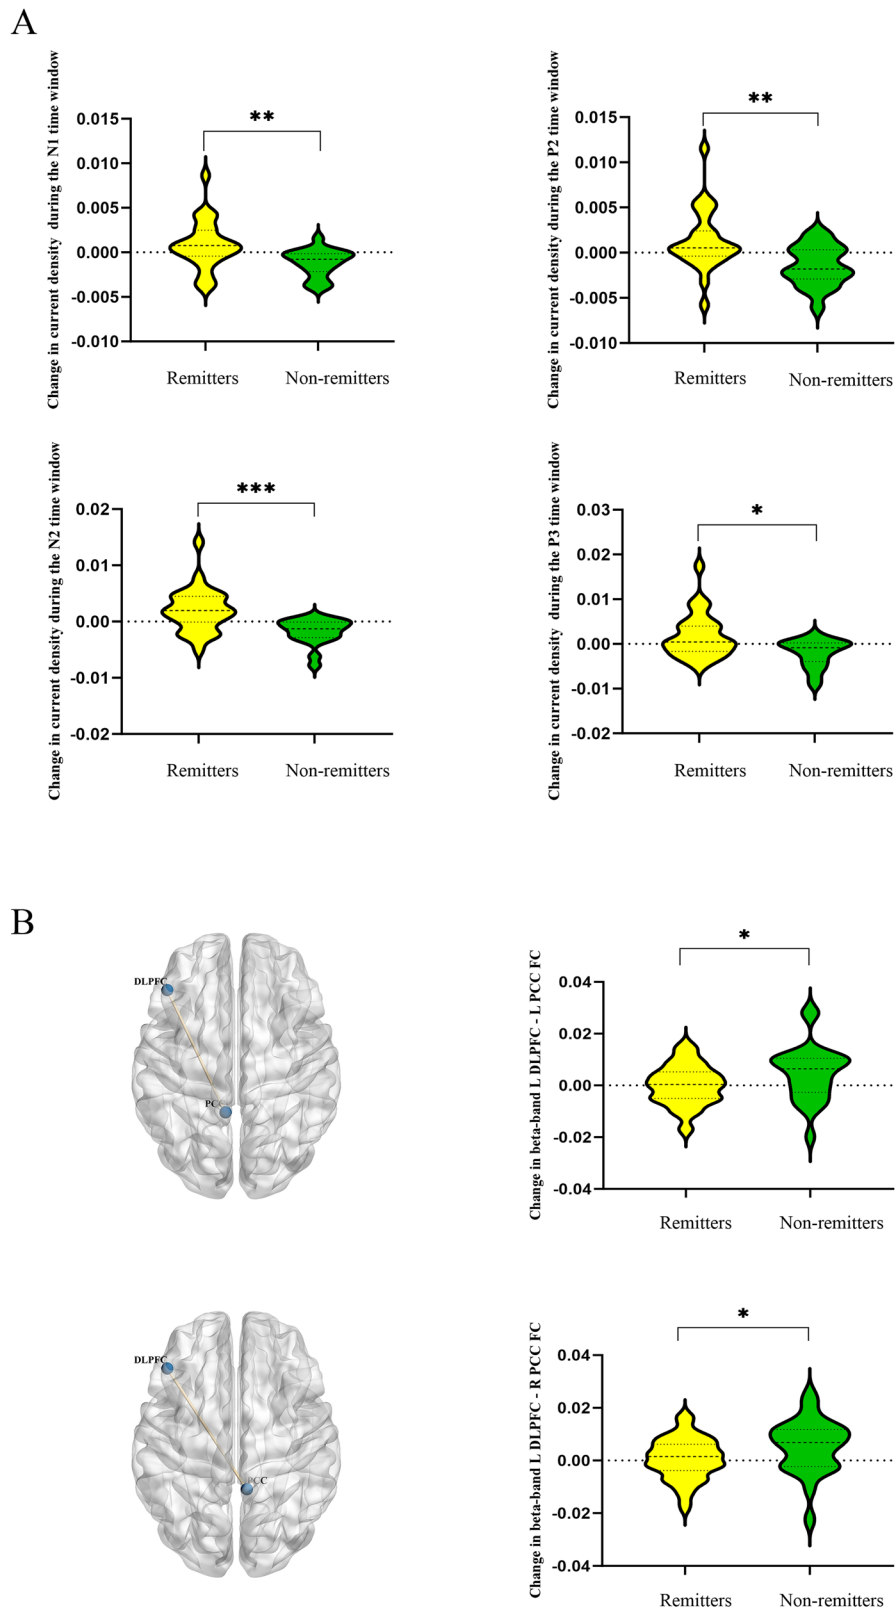 A
Change in current density during the N1 time window
0.015
0.010
0.005
0.000
-0.005
-0.010
**
Remitters
Non-remitters
Change in current density during the P2 time window
0.015
0.010
0.005
0.000
-0.005
-0.010
**
Remitters
Non-remitters
Change in current density during the N2 time window
0.02
0.01
0.00
-0.01
-0.02
***
Remitters
Non-remitters
Change in current density during the P3 time window
0.03
0.02
0.01
0.00
-0.01
-0.02
*
Remitters
Non-remitters
B
DLPFC
PCC
Change in beta-band L DLPFC - L PCC FC
0.04
0.02
0.00
-0.02
-0.04
*
Remitters
Non-remitters
DLPFC
PCC
Change in beta-band L DLPFC - R PCC FC
0.04
0.02
0.00
-0.02
-0.04
*
Remitters
Non-remitters